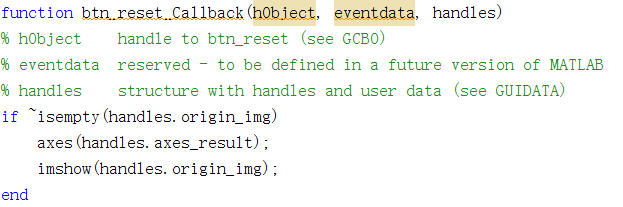 function btn_reset_Callback(hObject, eventdata, handles)
% hObject    handle to btn_reset (see GCBO)
% eventdata  reserved - to be defined in a future version of MATLAB
% handles    structure with handles and user data (see GUIDATA)
if ~isempty(handles.origin_img)
    axes(handles.axes_result);
    imshow(handles.origin_img);
end